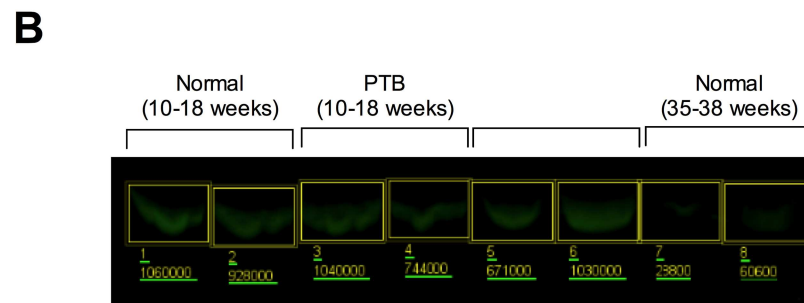 B
Normal
(10-18 weeks)
PTB
(10-18 weeks)
Normal
(35-38 weeks)
1
1060000
2
928000
3
1040000
4
744000
5
671000
6
1030000
7
28800
8
60600